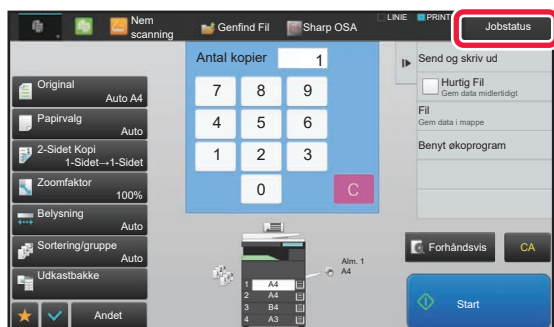 Nem
scanning
Genfind Fil
Sharp OSA
LINIE
PRINT
Jobstatus
Original
Auto A4
Papirvalg
Auto
2-Sidet Kopi
1-Sidet→1-Sidet
Zoomfaktor
100%
Belysning
Auto
Sortering/gruppe
Auto
Udkastbakke
Andet
Antal kopier
1
7 8 9
4 5 6
1 2 3
0 C
Alm. 1
A4
1 A4
2 A4
3 B4
4 A3
Send og skriv ud
Hurtig Fil
Gem data midlertidigt
Fil
Gem data i mappe
Benyt økoprogram
Forhåndsvis
CA
Start